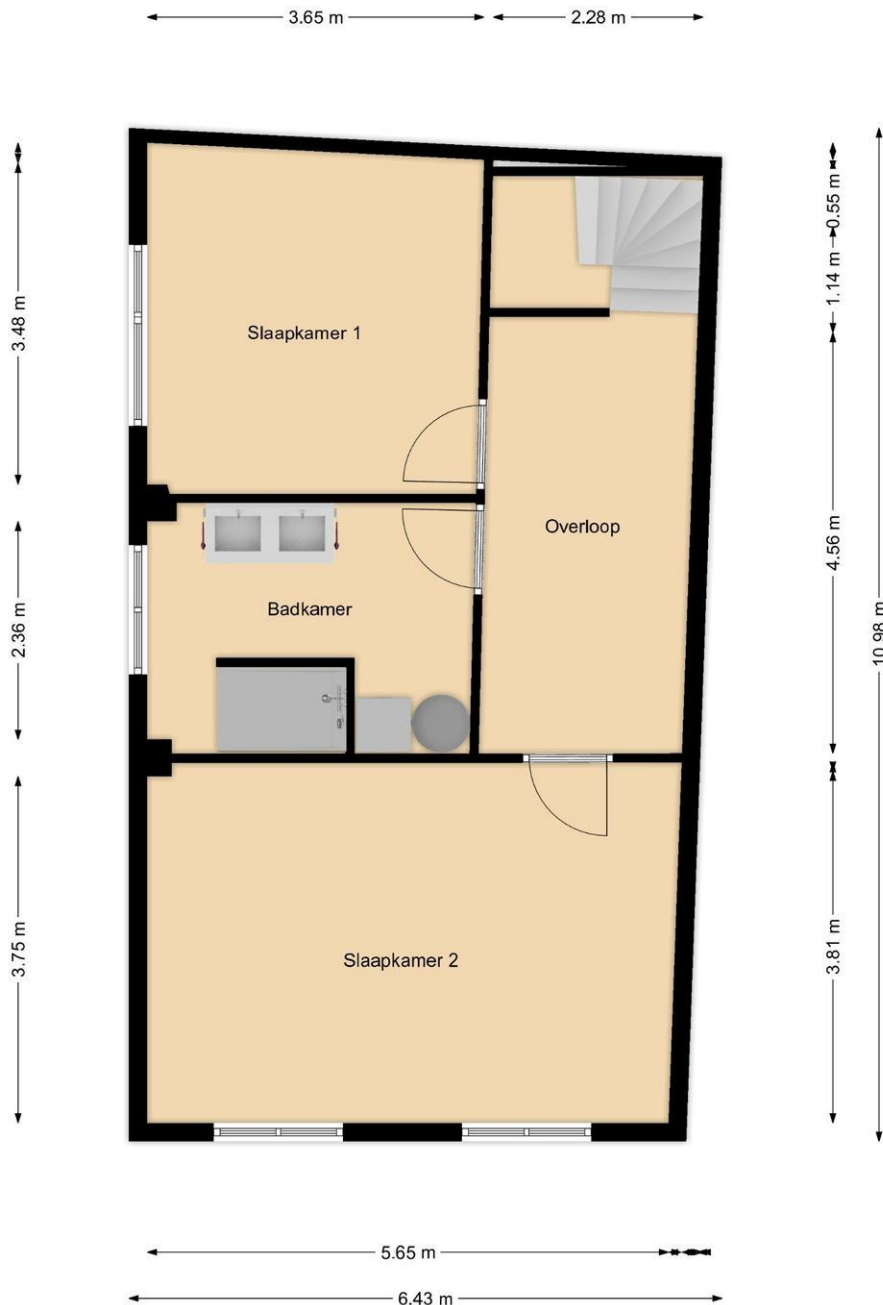 3.65 m
2.28 m
0.55 m
1.14 m
3.48 m
Slaapkamer 1
Overloop
4.56 m
Badkamer
2.36 m
10.98 m
3.75 m
Slaapkamer 2
3.81 m
5.65 m
6.43 m